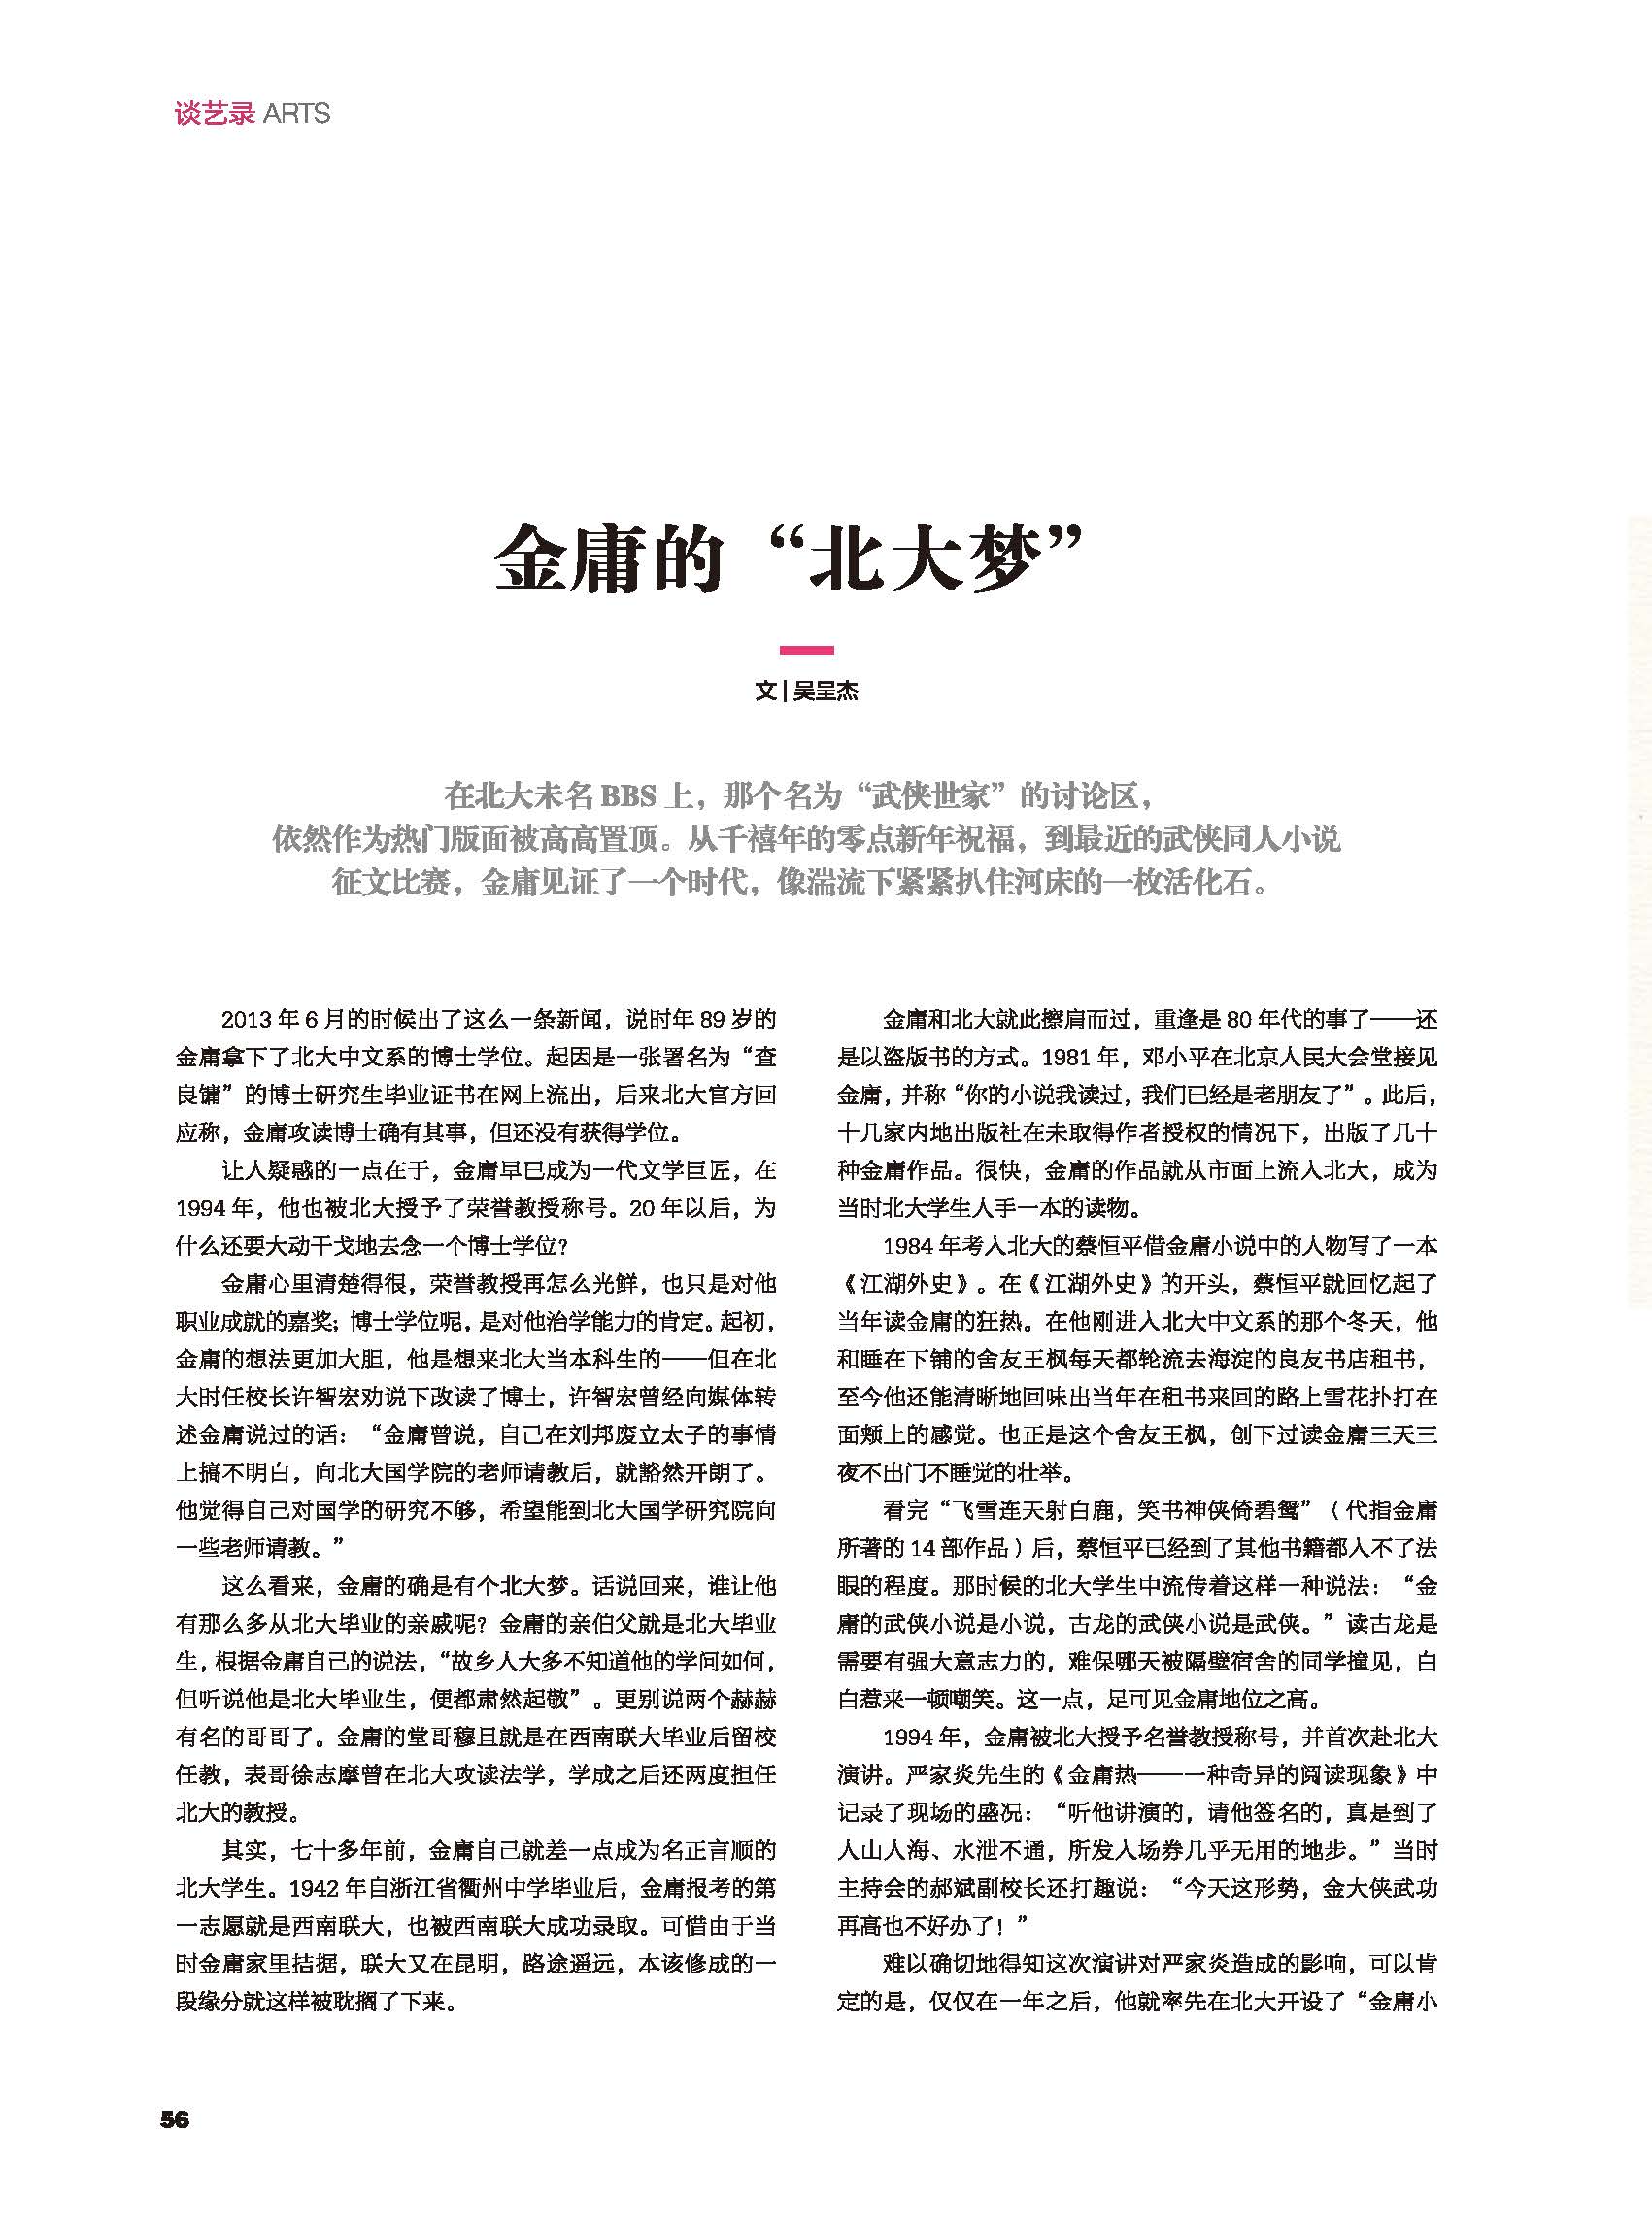 谈艺录 ARTS
金庸的“北大梦”
文 | 吴呈杰
在北大未名 BBS 上，那个名为“武侠世家”的讨论区，
依然作为热门版面被高高置顶。从千禧年的零点新年祝福，到最近的武侠同人小说
征文比赛，金庸见证了一个时代，像湍流下紧紧扒住河床的一枚活化石。
2013 年 6 月的时候出了这么一条新闻，说时年 89 岁的
金庸拿下了北大中文系的博士学位。起因是一张署名为“查
良镛”的博士研究生毕业证书在网上流出，后来北大官方回
应称，金庸攻读博士确有其事，但还没有获得学位。
让人疑惑的一点在于，金庸早已成为一代文学巨匠，在
1994 年，他也被北大授予了荣誉教授称号。20 年以后，为
什么还要大动干戈地去念一个博士学位？
金庸心里清楚得很，荣誉教授再怎么光鲜，也只是对他
职业成就的嘉奖；博士学位呢，是对他治学能力的肯定。起初，
金庸的想法更加大胆，他是想来北大当本科生的——但在北
大时任校长许智宏劝说下改读了博士，许智宏曾经向媒体转
述金庸说过的话：“金庸曾说，自己在刘邦废立太子的事情
上搞不明白，向北大国学院的老师请教后，就豁然开朗了。
他觉得自己对国学的研究不够，希望能到北大国学研究院向
一些老师请教。”
这么看来，金庸的确是有个北大梦。话说回来，谁让他
有那么多从北大毕业的亲戚呢？金庸的亲伯父就是北大毕业
生，根据金庸自己的说法，“故乡人大多不知道他的学问如何，
但听说他是北大毕业生，便都肃然起敬”。更别说两个赫赫
有名的哥哥了。金庸的堂哥穆旦就是在西南联大毕业后留校
任教，表哥徐志摩曾在北大攻读法学，学成之后还两度担任
北大的教授。
其实，七十多年前，金庸自己就差一点成为名正言顺的
北大学生。1942 年自浙江省衢州中学毕业后，金庸报考的第
一志愿就是西南联大，也被西南联大成功录取。可惜由于当
时金庸家里拮据，联大又在昆明，路途遥远，本该修成的一
段缘分就这样被耽搁了下来。
金庸和北大就此擦肩而过，重逢是 80 年代的事了——还
是以盗版书的方式。1981 年，邓小平在北京人民大会堂接见
金庸，并称“你的小说我读过，我们已经是老朋友了”。此后，
十几家内地出版社在未取得作者授权的情况下，出版了几十
种金庸作品。很快，金庸的作品就从市面上流入北大，成为
当时北大学生人手一本的读物。
1984 年考入北大的蔡恒平借金庸小说中的人物写了一本
《江湖外史》。在《江湖外史》的开头，蔡恒平就回忆起了
当年读金庸的狂热。在他刚进入北大中文系的那个冬天，他
和睡在下铺的舍友王枫每天都轮流去海淀的良友书店租书，
至今他还能清晰地回味出当年在租书来回的路上雪花扑打在
面颊上的感觉。也正是这个舍友王枫，创下过读金庸三天三
夜不出门不睡觉的壮举。
看完“飞雪连天射白鹿，笑书神侠倚碧鸳”（代指金庸
所著的 14 部作品）后，蔡恒平已经到了其他书籍都入不了法
眼的程度。那时候的北大学生中流传着这样一种说法：“金
庸的武侠小说是小说，古龙的武侠小说是武侠。”读古龙是
需要有强大意志力的，难保哪天被隔壁宿舍的同学撞见，白
白惹来一顿嘲笑。这一点，足可见金庸地位之高。
1994 年，金庸被北大授予名誉教授称号，并首次赴北大
演讲。严家炎先生的《金庸热——一种奇异的阅读现象》中
记录了现场的盛况：“听他讲演的，请他签名的，真是到了
人山人海、水泄不通，所发入场券几乎无用的地步。”当时
主持会的郝斌副校长还打趣说：“今天这形势，金大侠武功
再高也不好办了！”
难以确切地得知这次演讲对严家炎造成的影响，可以肯
定的是，仅仅在一年之后，他就率先在北大开设了“金庸小
56